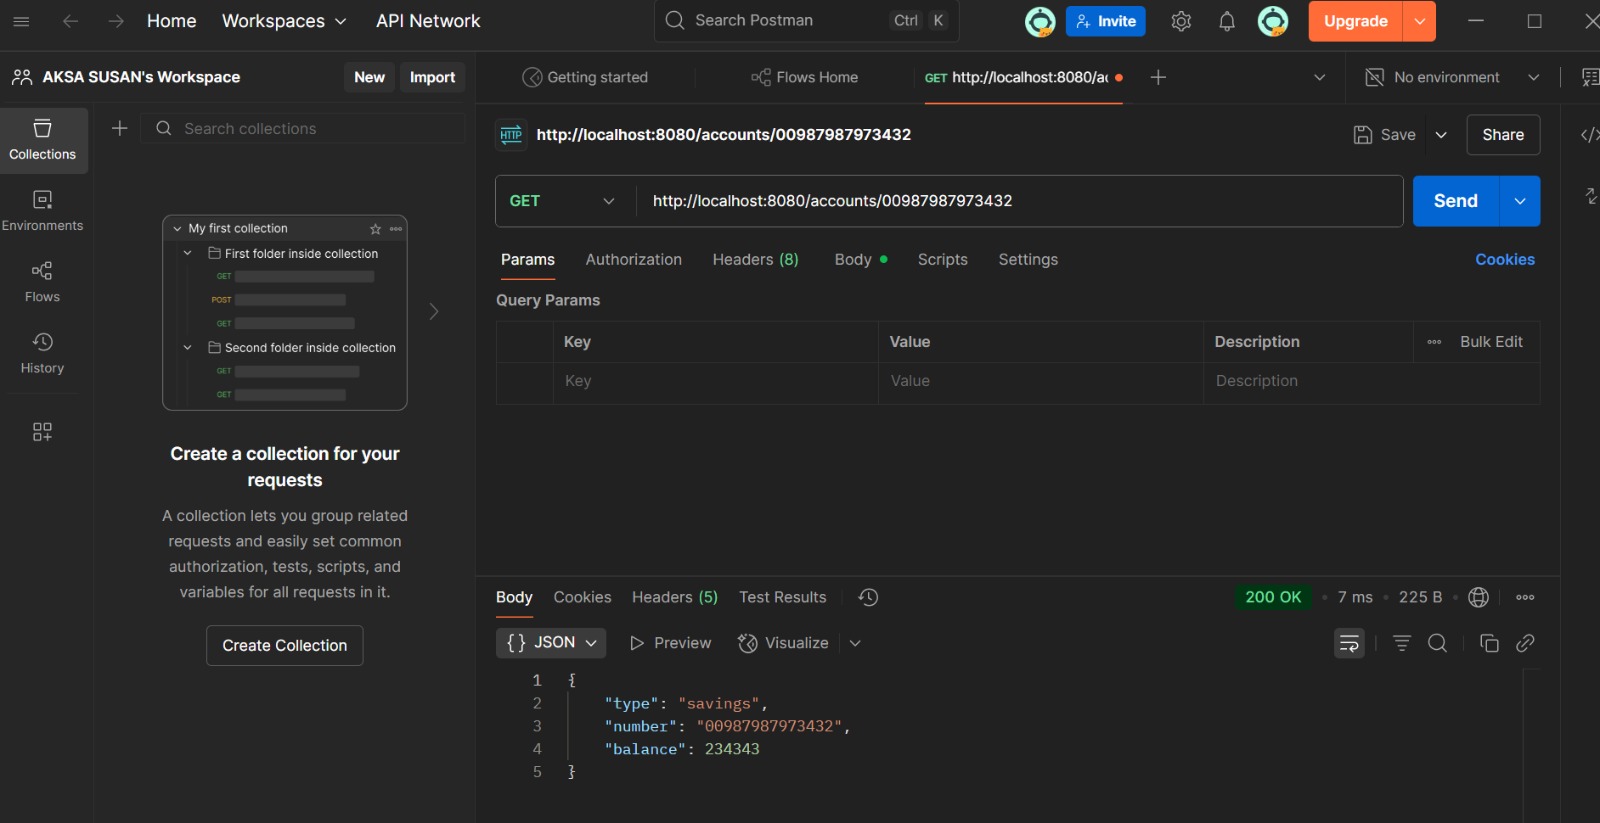 Home Workspaces API Network Search Postman Ctrl K Invite Upgrade
AKSA SUSAN's Workspace New Import Getting started Flows Home GET http://localhost:8080/ac No environment
Collections
Search collections
Environments
Flows
History
My first collection
First folder inside collection
GET
POST
GET
Second folder inside collection
GET
GET
Create a collection for your
requests
A collection lets you group related
requests and easily set common
authorization, tests, scripts, and
variables for all requests in it.
Create Collection
HTTP http://localhost:8080/accounts/00987987973432 Save Share
GET http://localhost:8080/accounts/00987987973432 Send
Params Authorization Headers (8) Body Scripts Settings Cookies
Query Params
Key Value Description Bulk Edit
Key Value Description
Body Cookies Headers (5) Test Results 200 OK • 7 ms • 225 B •
{} JSON Preview Visualize
1 {
2 "type": "savings",
3 "number": "00987987973432",
4 "balance": 234343
5 }